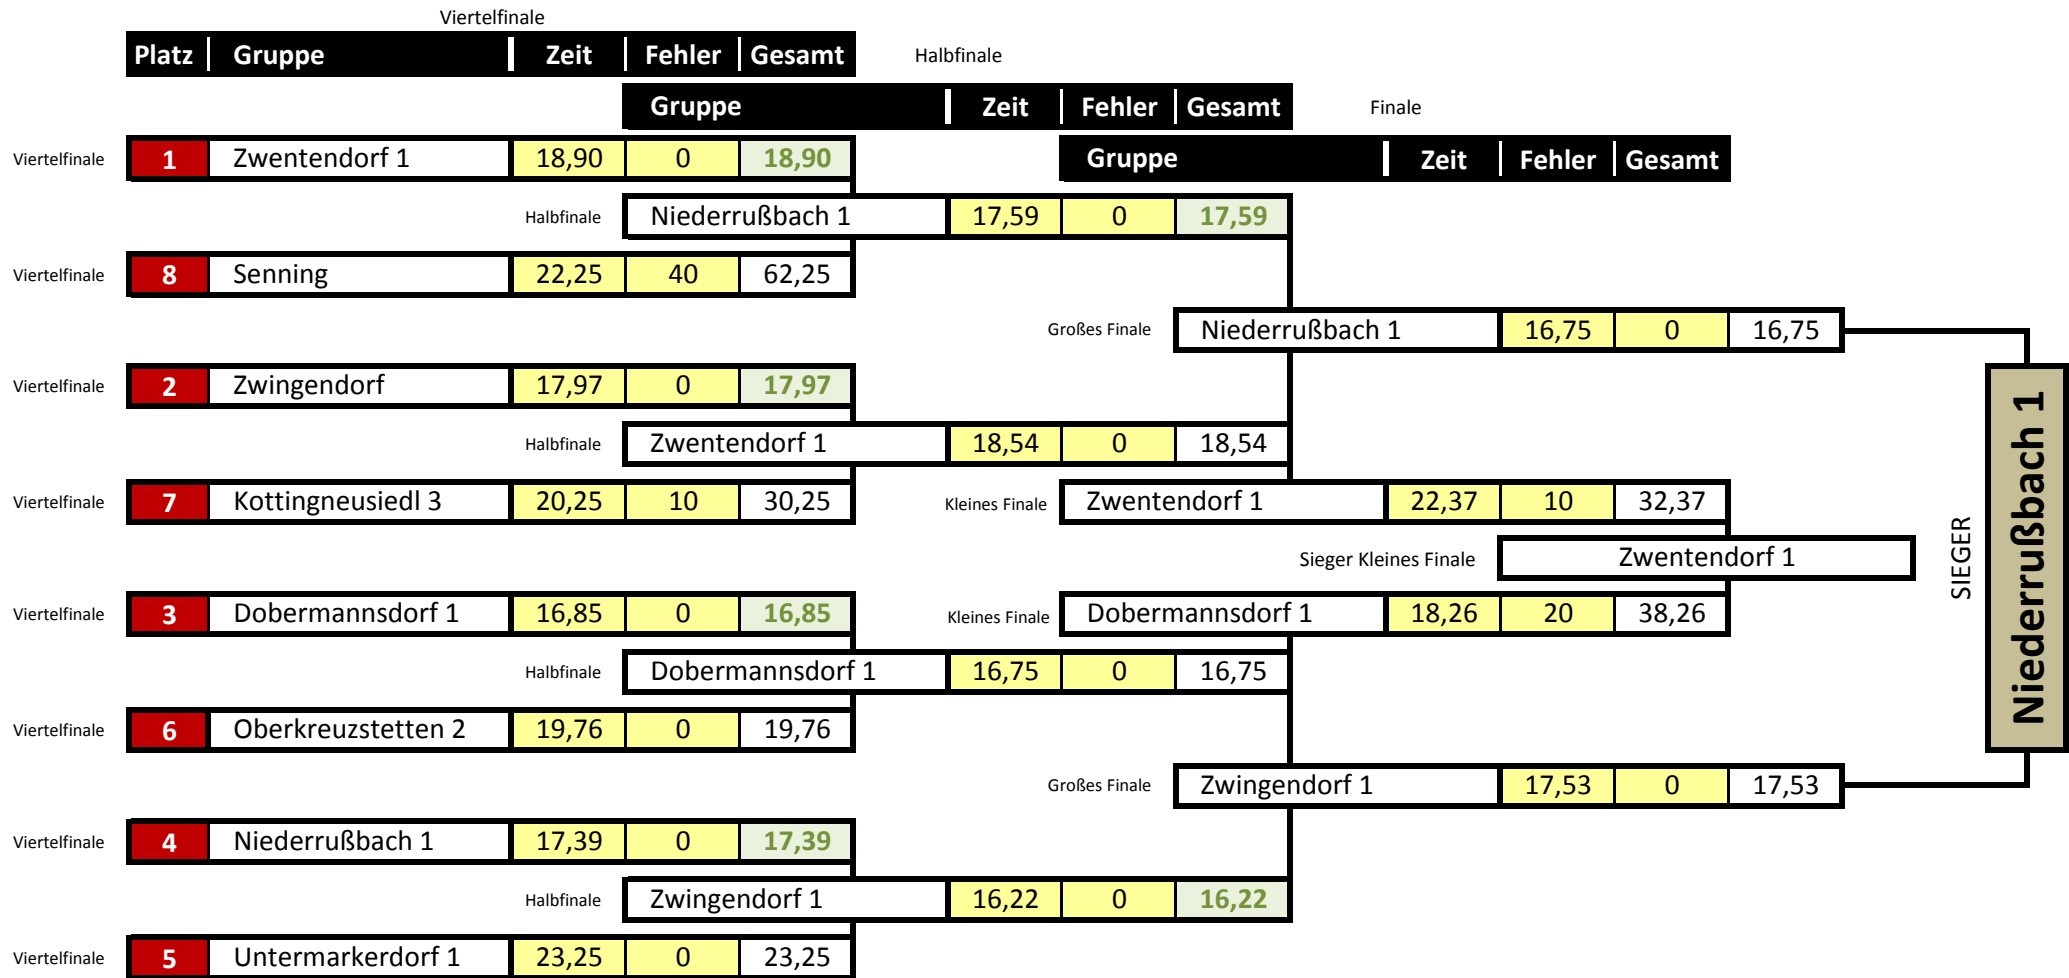 Viertelfinale
Platz Gruppe Zeit Fehler Gesamt Halbfinale
Gruppe Zeit Fehler Gesamt Finale
Viertelfinale 1 Zwentendorf 1 18,90 0 18,90 Gruppe Zeit Fehler Gesamt
Halbfinale Niederrußbach 1 17,59 0 17,59
Viertelfinale 8 Senning 22,25 40 62,25
Großes Finale Niederrußbach 1 16,75 0 16,75
Viertelfinale 2 Zwingendorf 17,97 0 17,97
Halbfinale Zwentendorf 1 18,54 0 18,54
Viertelfinale 7 Kottingneusiedl 3 20,25 10 30,25 Kleines Finale Zwentendorf 1 22,37 10 32,37
Sieger Kleines Finale Zwentendorf 1
SIEGER
Niederrußbach 1
Viertelfinale 3 Dobermannsdorf 1 16,85 0 16,85 Kleines Finale Dobermannsdorf 1 18,26 20 38,26
Halbfinale Dobermannsdorf 1 16,75 0 16,75
Viertelfinale 6 Oberkreuzstetten 2 19,76 0 19,76
Großes Finale Zwingendorf 1 17,53 0 17,53
Viertelfinale 4 Niederrußbach 1 17,39 0 17,39
Halbfinale Zwingendorf 1 16,22 0 16,22
Viertelfinale 5 Untermarkerdorf 1 23,25 0 23,25